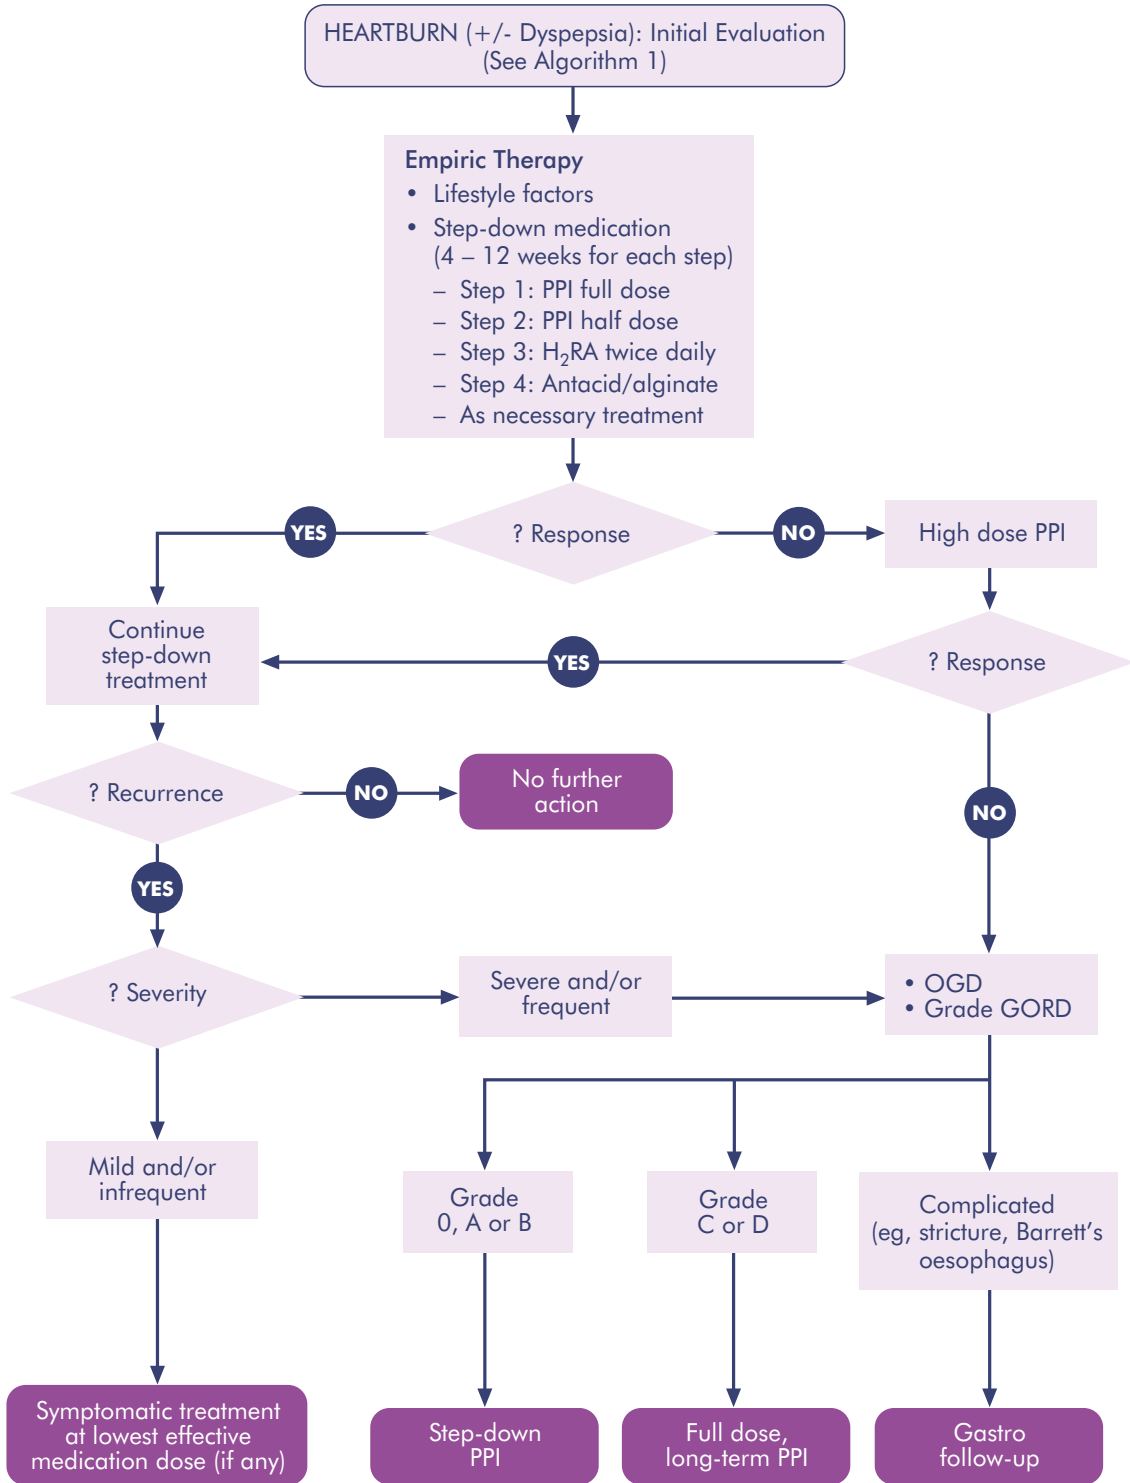 HEARTBURN (+/- Dyspepsia): Initial Evaluation
(See Algorithm 1)
Empiric Therapy
• Lifestyle factors
• Step-down medication
(4 – 12 weeks for each step)
– Step 1: PPI full dose
– Step 2: PPI half dose
– Step 3: H₂RA twice daily
– Step 4: Antacid/alginate
– As necessary treatment
YES
? Response
NO
High dose PPI
Continue
step-down
treatment
YES
? Response
? Recurrence
NO
No further
action
NO
YES
? Severity
Severe and/or
frequent
• OGD
• Grade GORD
Mild and/or
infrequent
Grade
0, A or B
Grade
C or D
Complicated
(eg, stricture, Barrett's
oesophagus)
Symptomatic treatment
at lowest effective
medication dose (if any)
Step-down
PPI
Full dose,
long-term PPI
Gastro
follow-up